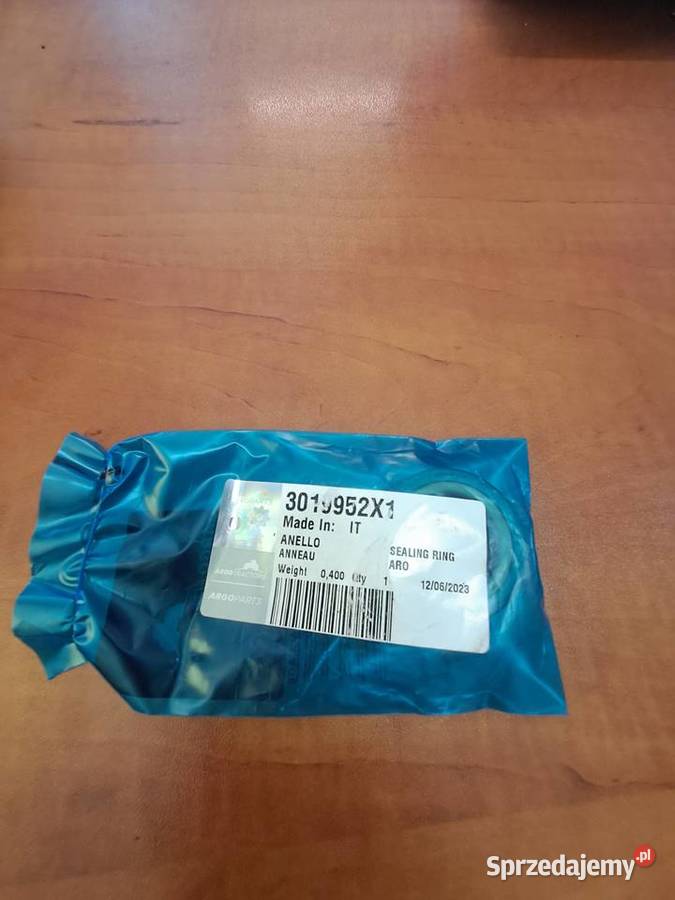 3019952X1
Made In: IT
ANELLO SEALING RING
ANNEAU ARO
Weight 0,400 Qty 1 12/06/2023
ARGOTRACTORS
ARGOPARTS
Sprzedajemy.pl